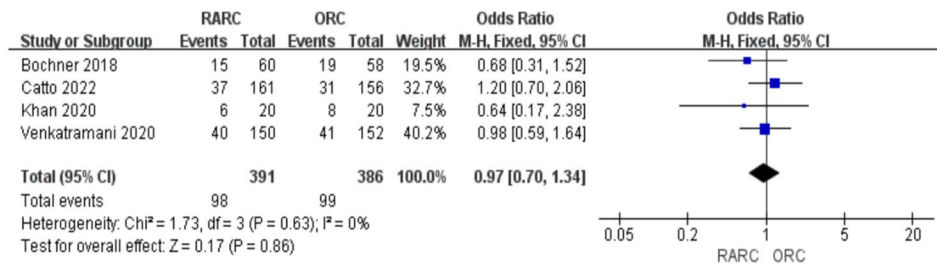 RARC ORC Odds Ratio Odds Ratio
Study or Subgroup Events Total Events Total Weight M-H, Fixed, 95% CI M-H, Fixed, 95% CI
Bochner 2018 15 60 19 58 19.5% 0.68 [0.31, 1.52]
Catto 2022 37 161 31 156 32.7% 1.20 [0.70, 2.06]
Khan 2020 6 20 8 20 7.5% 0.64 [0.17, 2.38]
Venkatramani 2020 40 150 41 152 40.2% 0.98 [0.59, 1.64]
Total (95% CI) 391 386 100.0% 0.97 [0.70, 1.34]
Total events 98 99
Heterogeneity: Chi² = 1.73, df = 3 (P = 0.63); I² = 0%
Test for overall effect: Z = 0.17 (P = 0.86)
0.05 0.2 1 5 20
RARC ORC